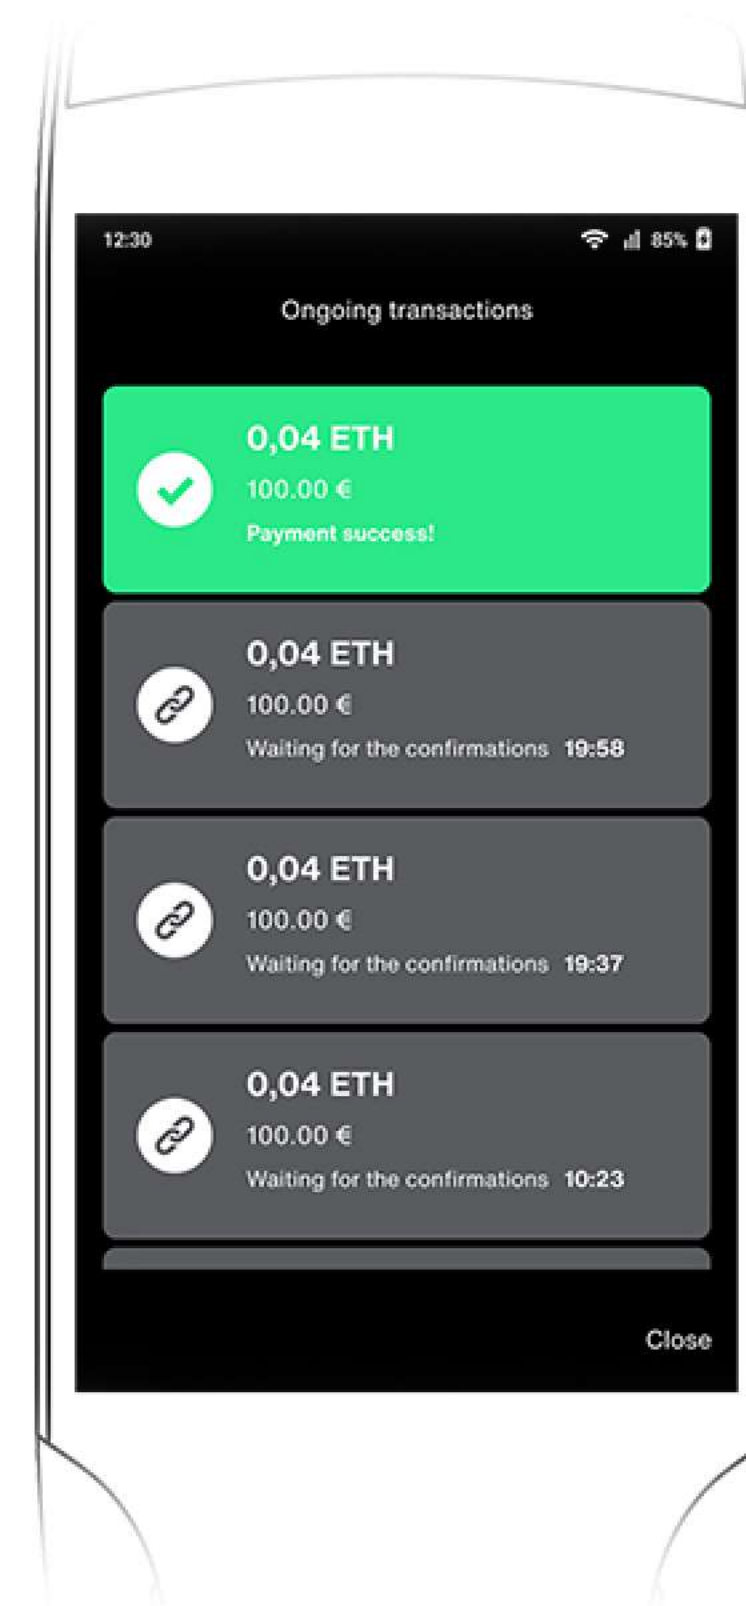 12:30 85%
Ongoing transactions
0,04 ETH
100.00 €
Payment success!
0,04 ETH
100.00 €
Waiting for the confirmations 19:58
0,04 ETH
100.00 €
Waiting for the confirmations 19:37
0,04 ETH
100.00 €
Waiting for the confirmations 10:23
Close